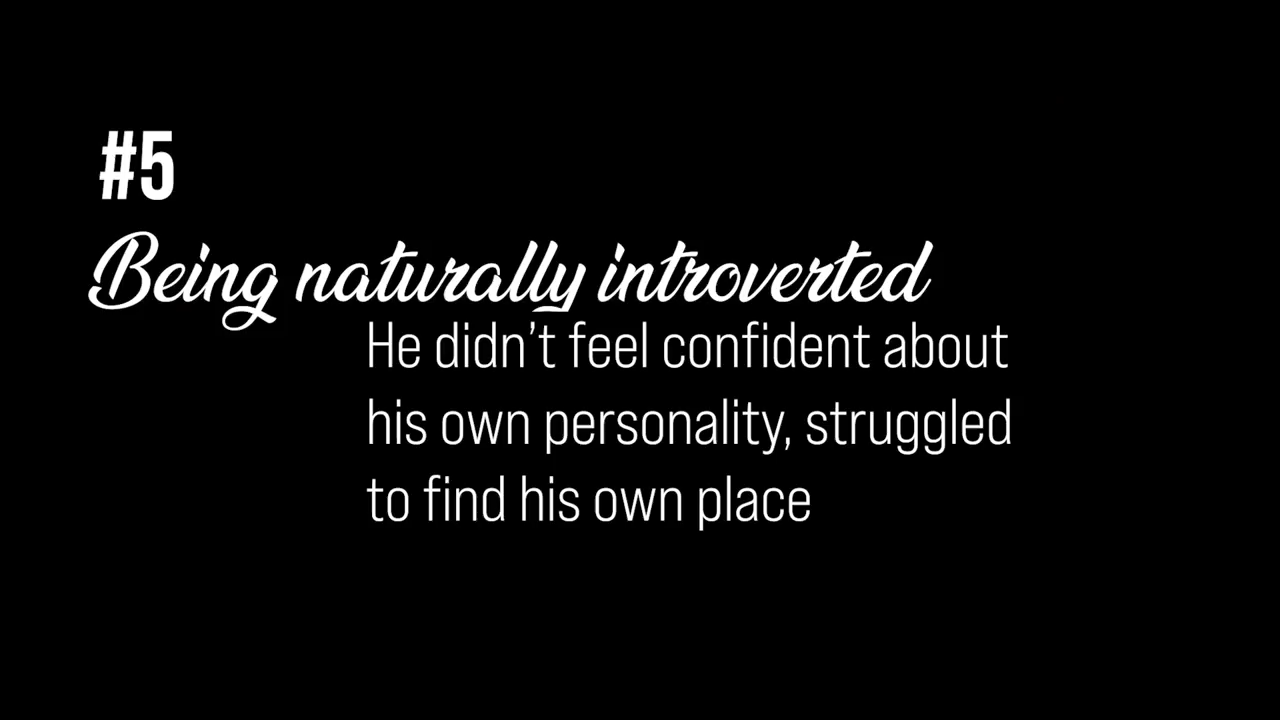 #5
Being naturally introverted
He didn’t feel confident about
his own personality, struggled
to find his own place